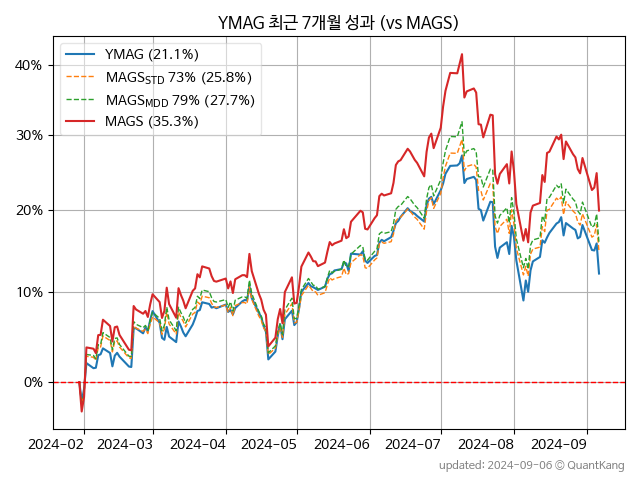 YMAG 최근 7개월 성과 (vs MAGS)
YMAG (21.1%)
MAGS_STD 73% (25.8%)
MAGS_MDD 79% (27.7%)
MAGS (35.3%)
40%
30%
20%
10%
0%
2024-02 2024-03 2024-04 2024-05 2024-06 2024-07 2024-08 2024-09
updated: 2024-09-06 © QuantKang